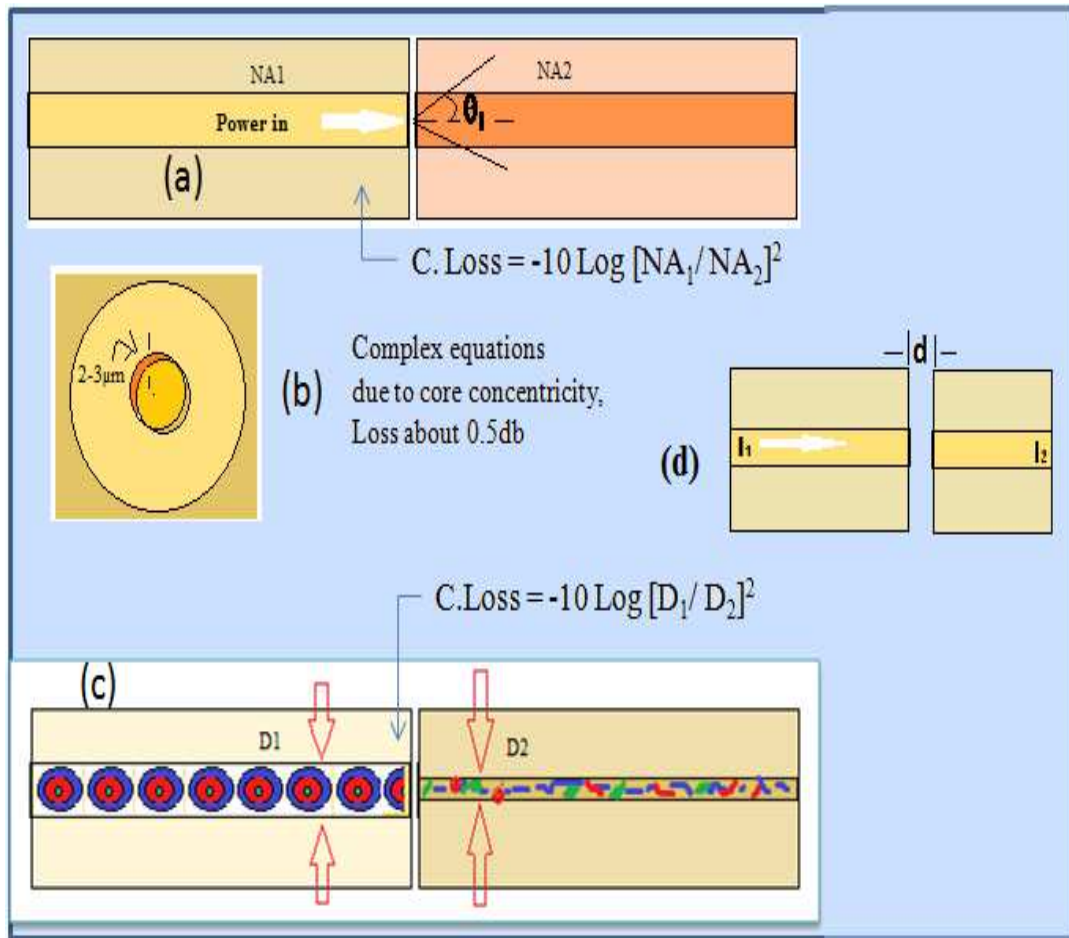 NA1
NA2
Power in
θ₁
(a)
C. Loss = -10 Log [NA₁/ NA₂]²
2-3μm
(b)
Complex equations
due to core concentricity,
Loss about 0.5db
d
(d)
I₁
I₂
C.Loss = -10 Log [D₁/ D₂]²
(c)
D1
D2